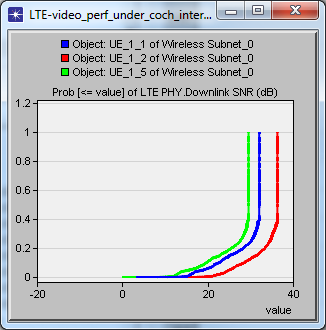 LTE-video_perf_under_coch_inter...
Object: UE_1_1 of Wireless Subnet_0
Object: UE_1_2 of Wireless Subnet_0
Object: UE_1_5 of Wireless Subnet_0
Prob [<= value] of LTE PHY.Downlink SNR (dB)
1.2
1
0.8
0.6
0.4
0.2
0
-20 0 20 40
value